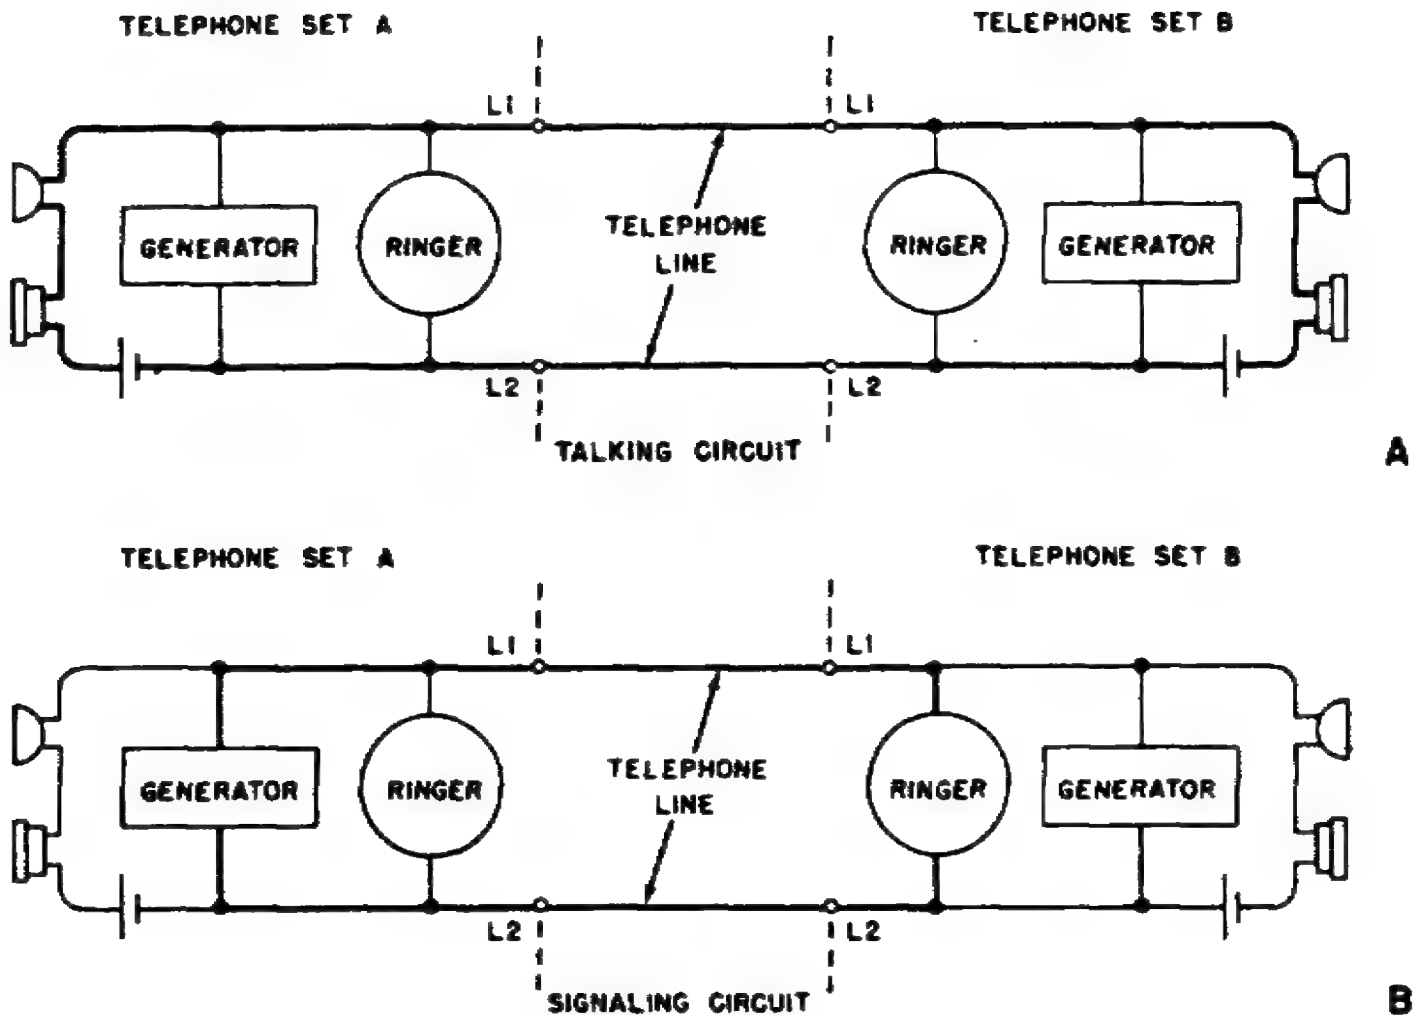 TELEPHONE SET A
TELEPHONE SET B
L1
L1
GENERATOR
RINGER
TELEPHONE
LINE
RINGER
GENERATOR
L2
L2
TALKING CIRCUIT
A
TELEPHONE SET A
TELEPHONE SET B
L1
L1
GENERATOR
RINGER
TELEPHONE
LINE
RINGER
GENERATOR
L2
L2
SIGNALING CIRCUIT
B